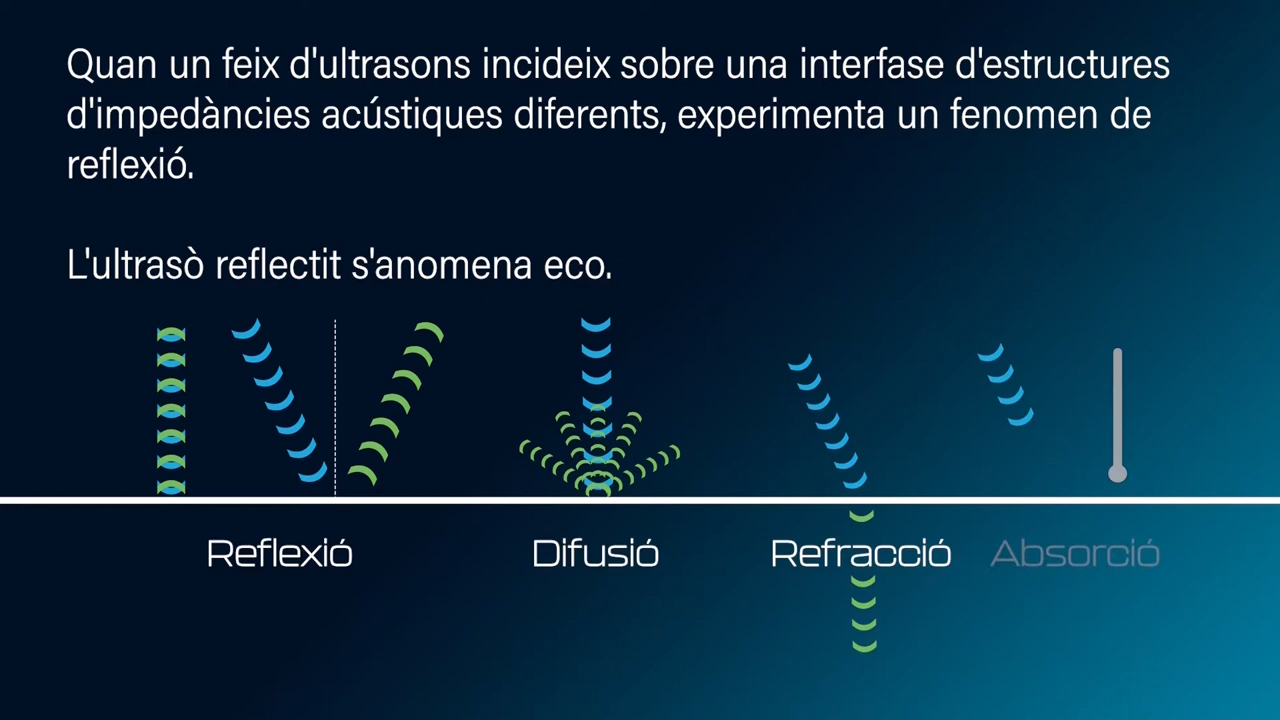 Quan un feix d'ultrasons incideix sobre una interfase d'estructures
d'impedàncies acústiques diferents, experimenta un fenomen de
reflexió.
L'ultrasò reflectit s'anomena eco.
Reflexió
Difusió
Refracció
Absorció